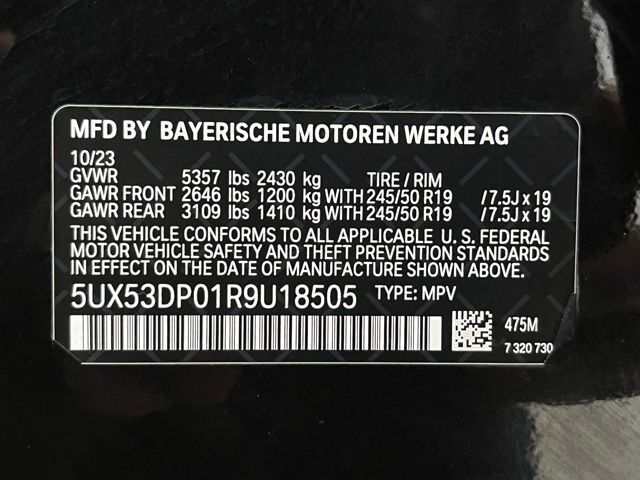 MFD BY BAYERISCHE MOTOREN WERKE AG
10/23
GVWR 5357 lbs 2430 kg TIRE / RIM
GAWR FRONT 2646 lbs 1200 kg WITH 245/50 R19 / 7.5J x 19
GAWR REAR 3109 lbs 1410 kg WITH 245/50 R19 / 7.5J x 19
THIS VEHICLE CONFORMS TO ALL APPLICABLE U. S. FEDERAL
MOTOR VEHICLE SAFETY AND THEFT PREVENTION STANDARDS
IN EFFECT ON THE DATE OF MANUFACTURE SHOWN ABOVE.
5UX53DP01R9U18505 TYPE: MPV
475M
7 320 730